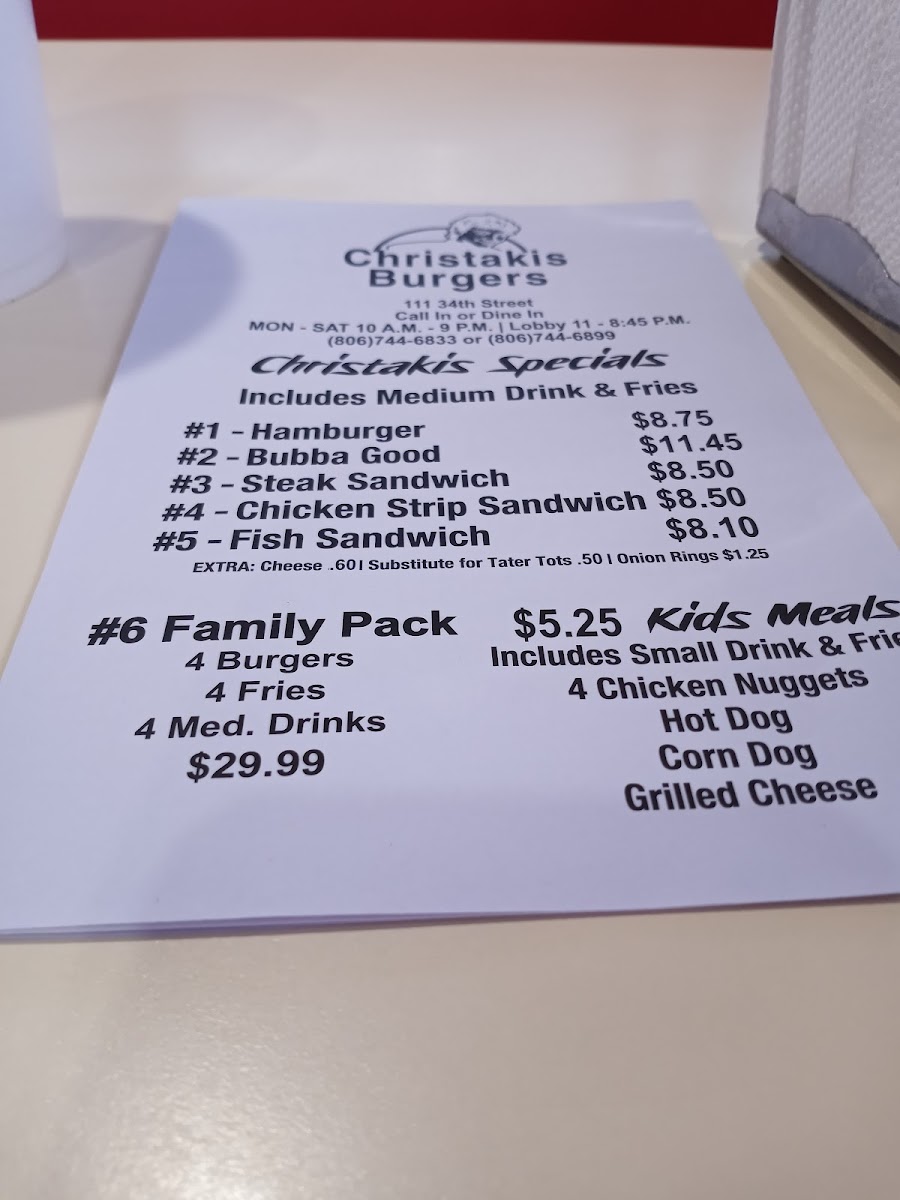 Christakis
Burgers
111 34th Street
Call In or Dine In
MON - SAT 10 A.M. - 9 P.M. | Lobby 11 - 8:45 P.M.
(806)744-6833 or (806)744-6899
Christakis Specials
Includes Medium Drink & Fries
#1 - Hamburger $8.75
#2 - Bubba Good $11.45
#3 - Steak Sandwich $8.50
#4 - Chicken Strip Sandwich $8.50
#5 - Fish Sandwich $8.10
EXTRA: Cheese .60 | Substitute for Tater Tots .50 | Onion Rings $1.25
#6 Family Pack
4 Burgers
4 Fries
4 Med. Drinks
$29.99
$5.25 Kids Meals
Includes Small Drink & Frie
4 Chicken Nuggets
Hot Dog
Corn Dog
Grilled Cheese